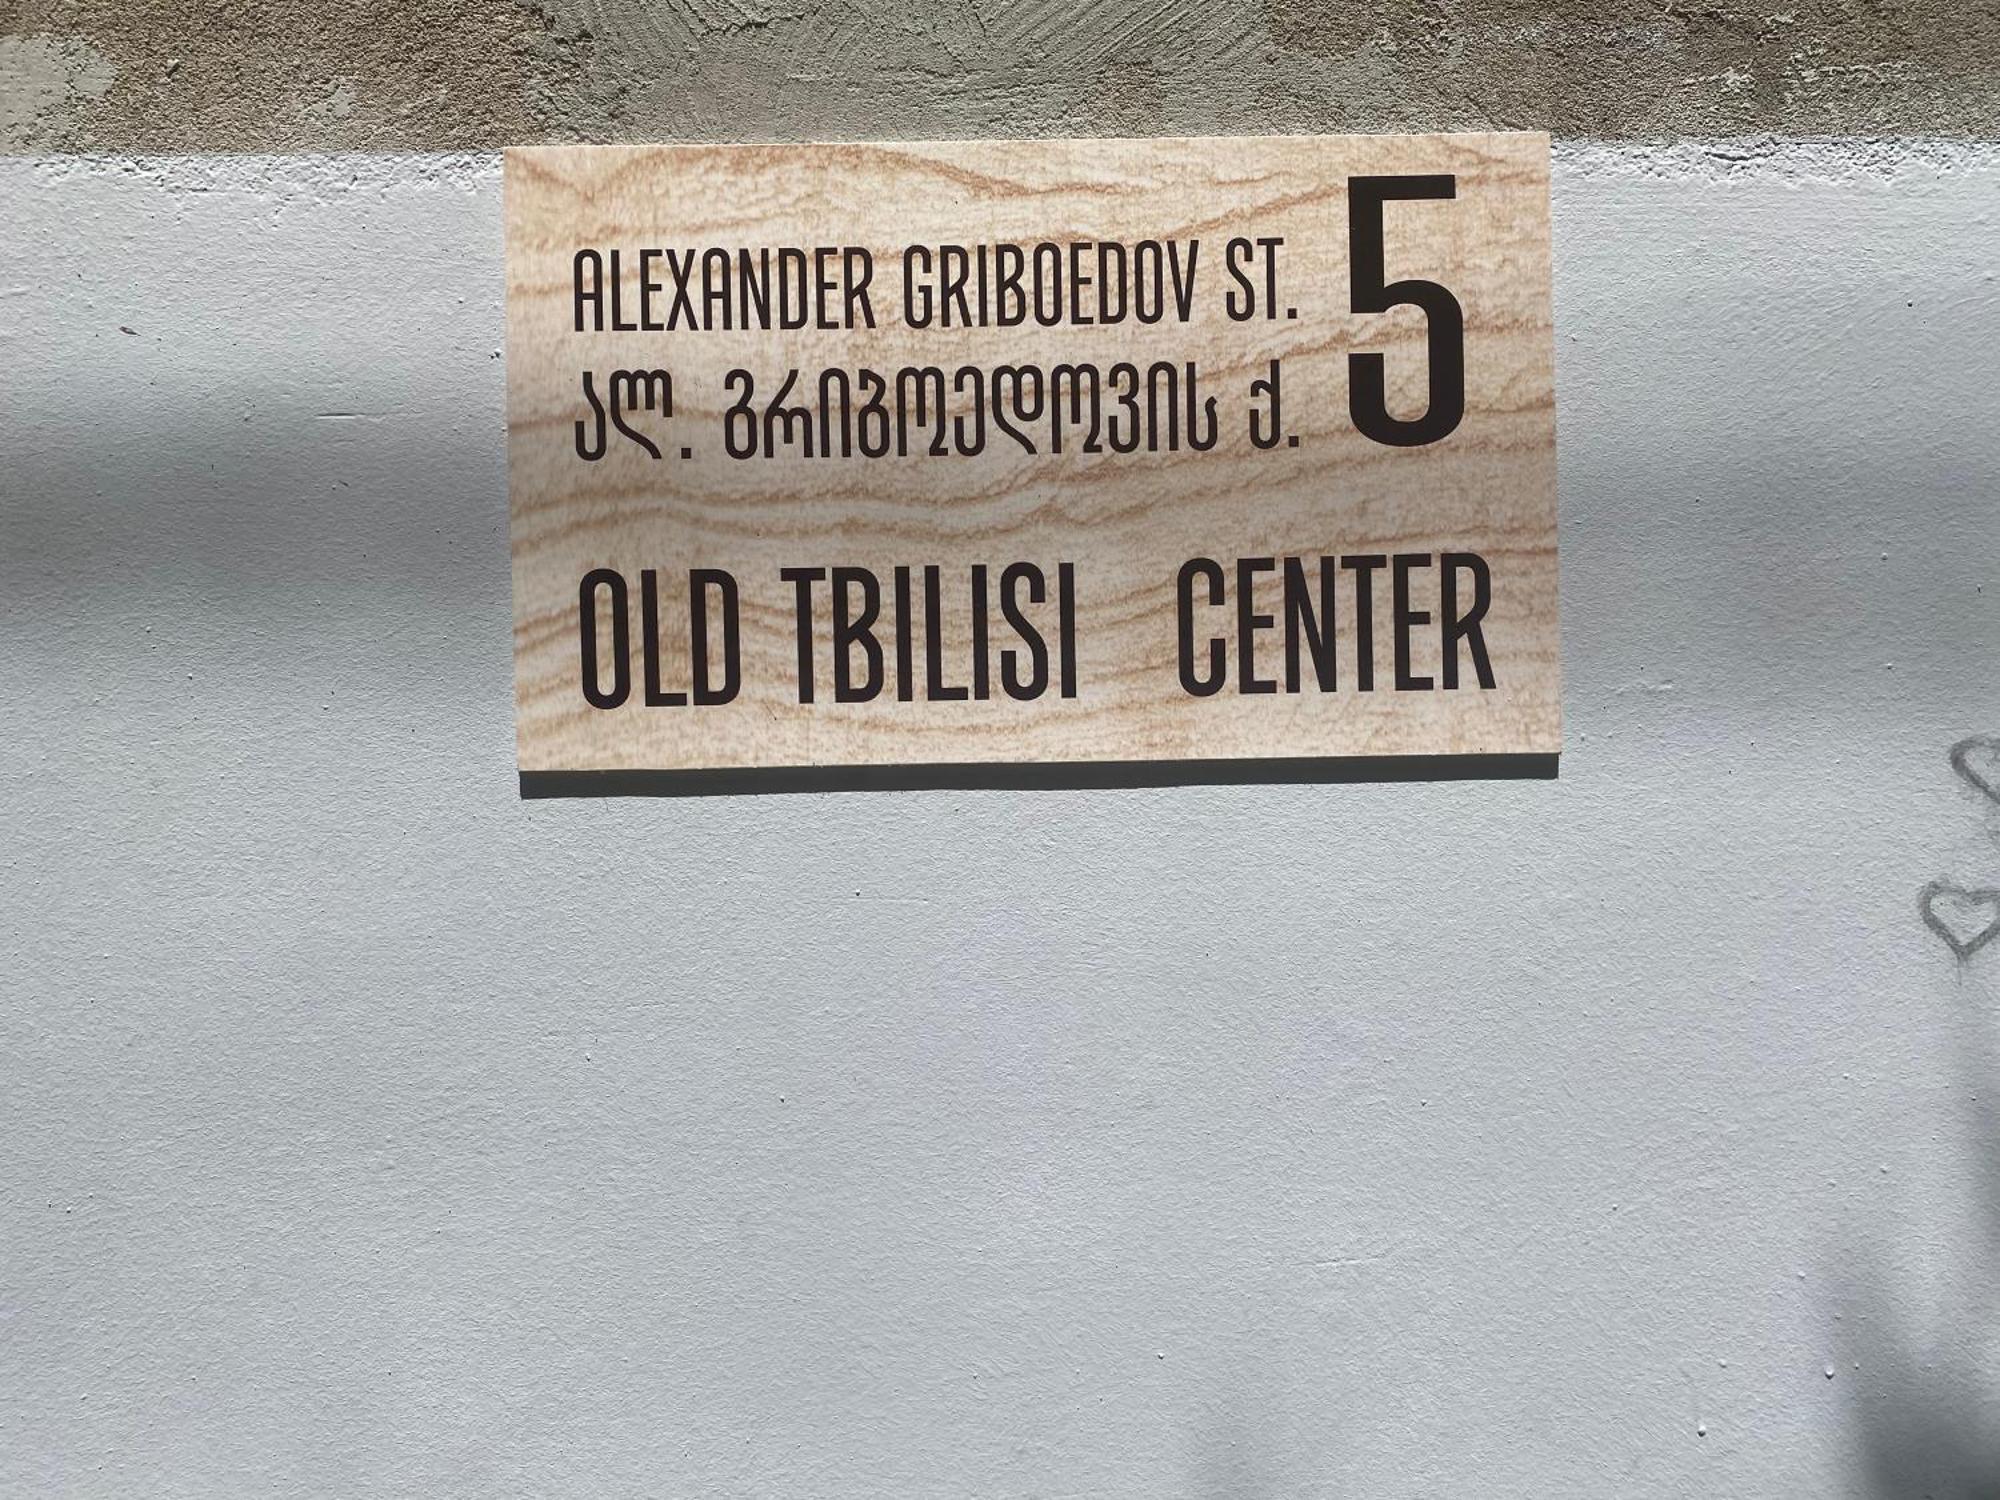 ALEXANDER GRIBOEDOV ST. 5
ალ. გრიბოედოვის ქ.
OLD TBILISI CENTER